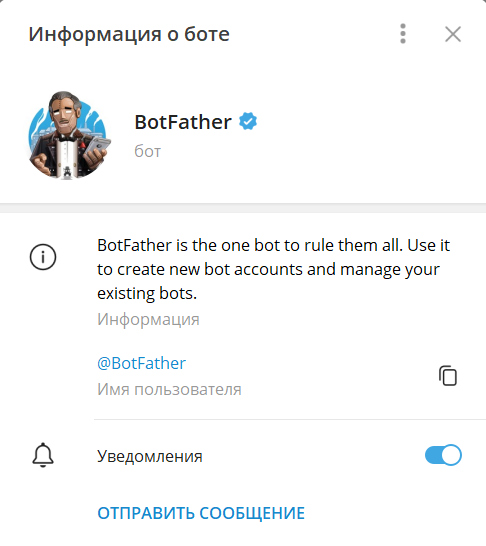 Информация о боте
BotFather
бот
BotFather is the one bot to rule them all. Use it
to create new bot accounts and manage your
existing bots.
Информация
@BotFather
Имя пользователя
Уведомления
ОТПРАВИТЬ СООБЩЕНИЕ